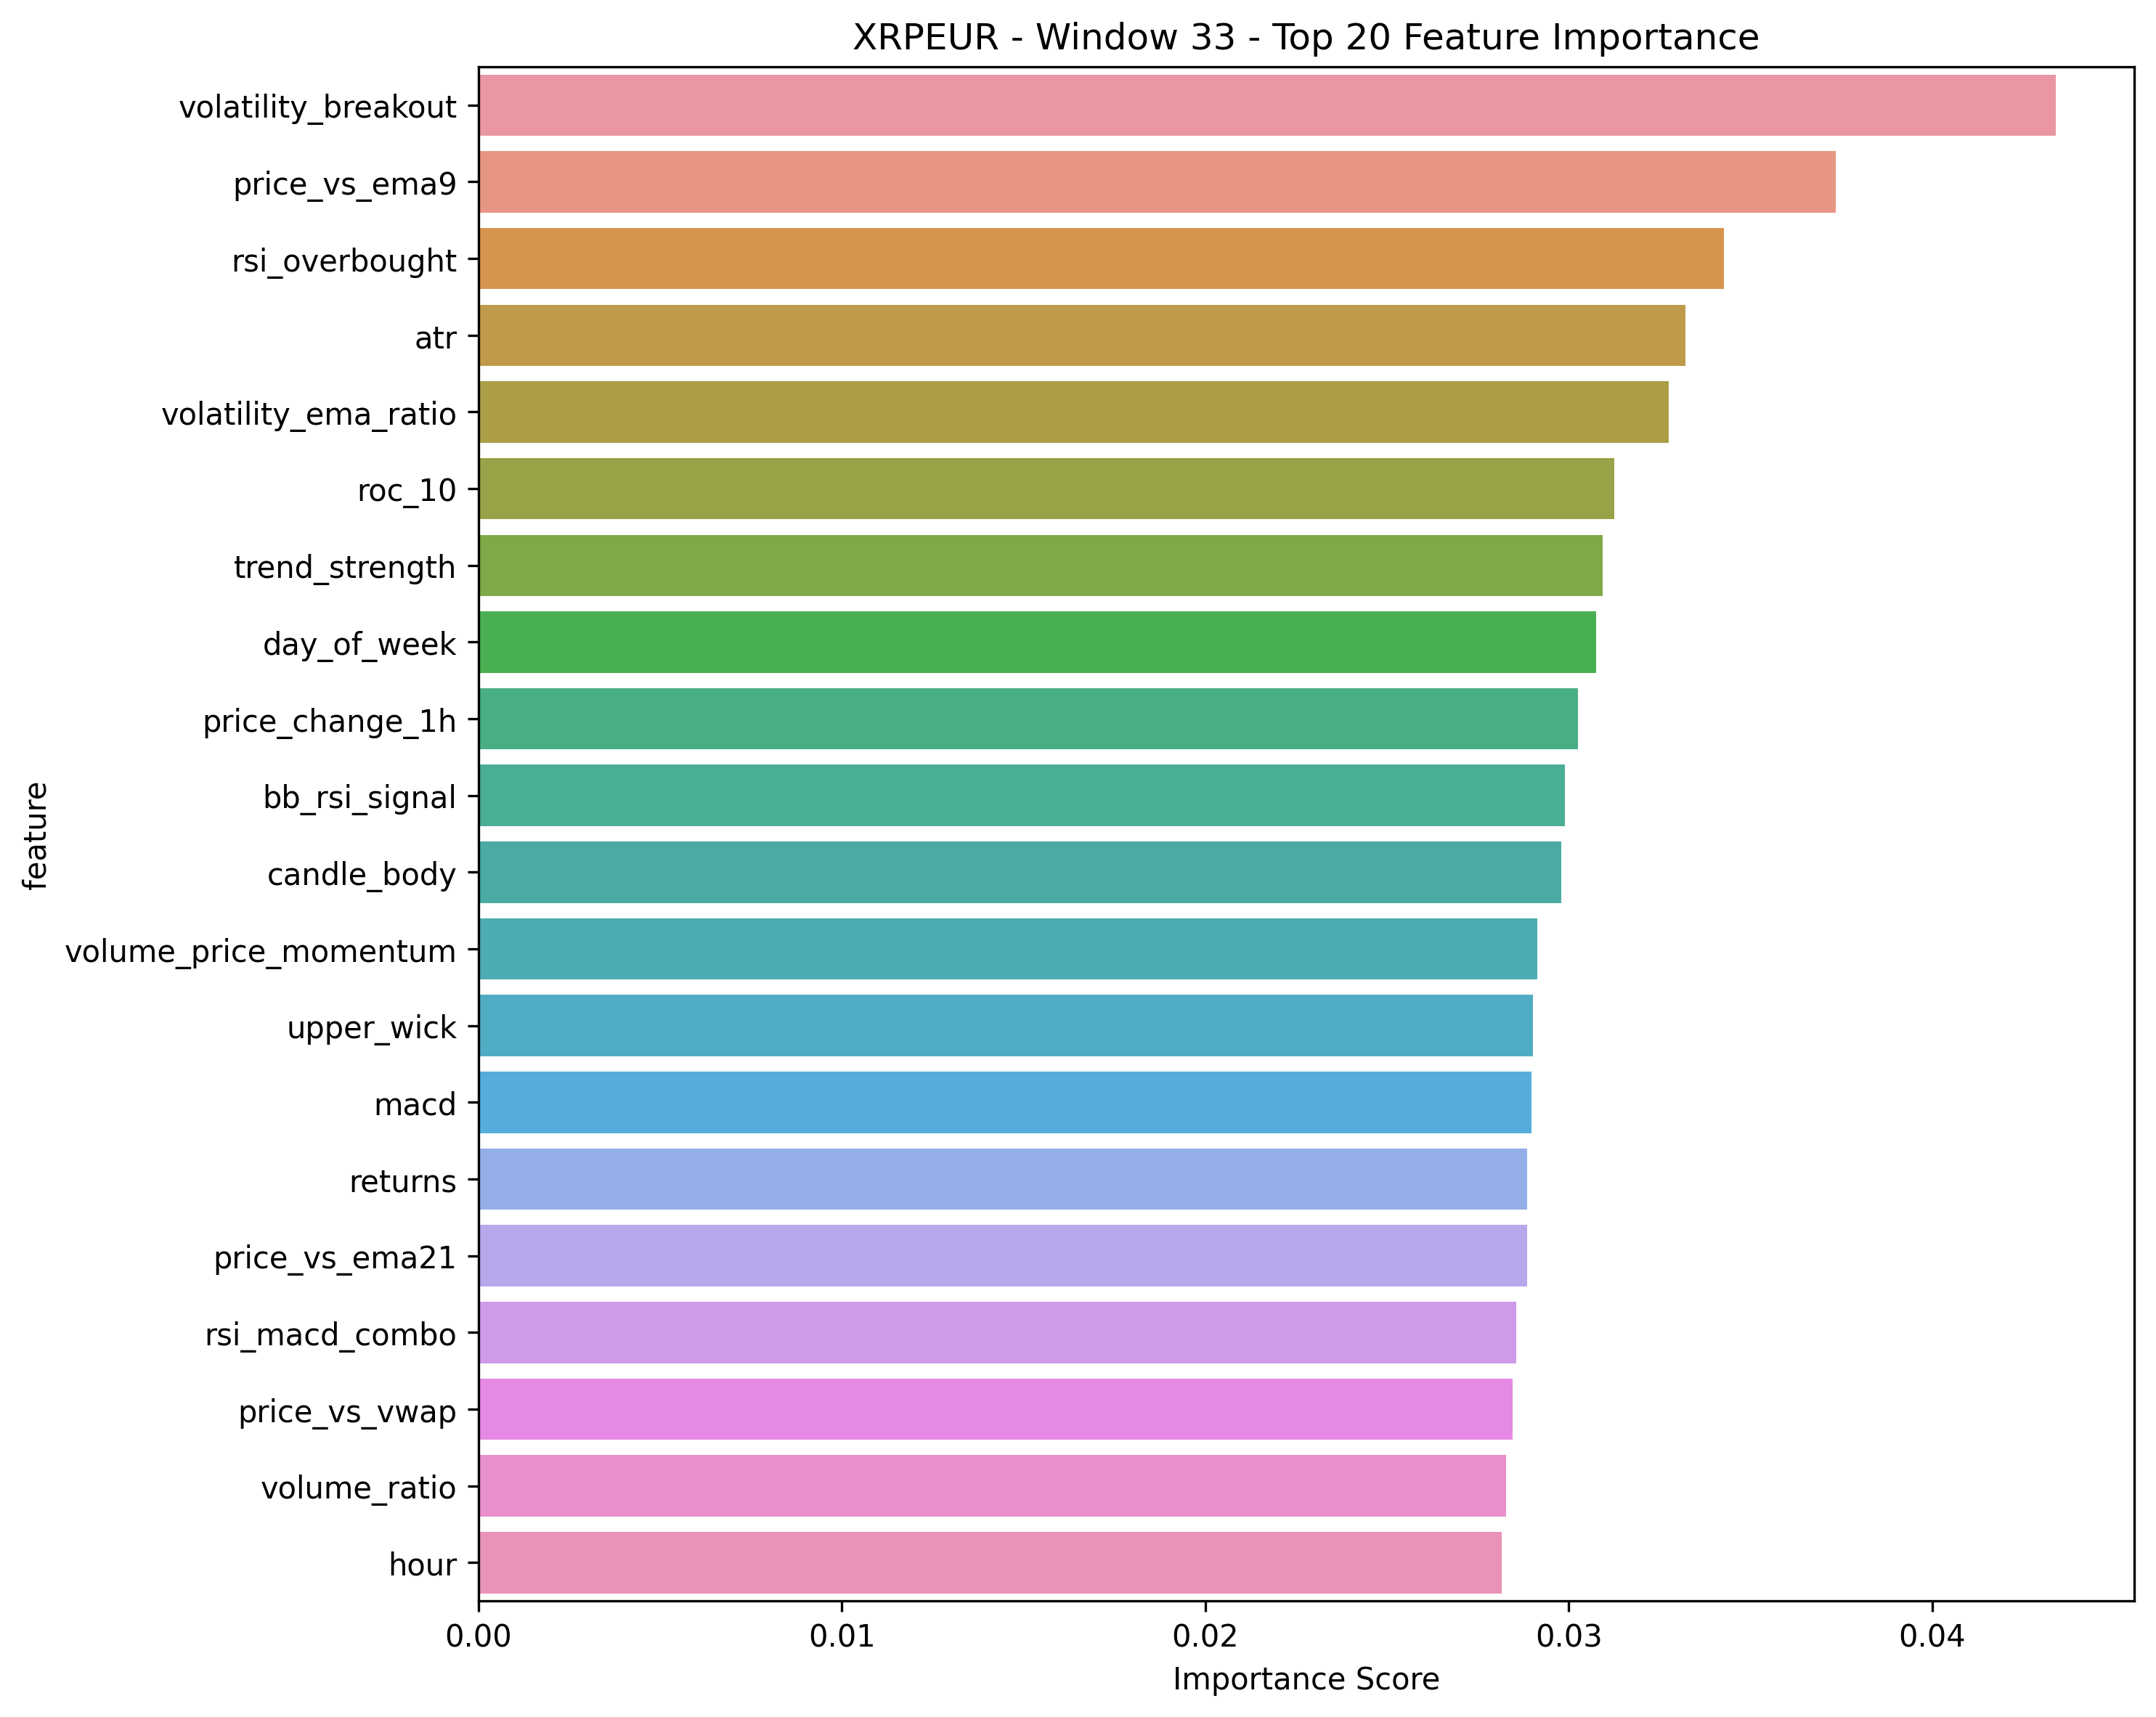 XRPEUR - Window 33 - Top 20 Feature Importance
volatility_breakout
price_vs_ema9
rsi_overbought
atr
volatility_ema_ratio
roc_10
trend_strength
day_of_week
price_change_1h
bb_rsi_signal
candle_body
volume_price_momentum
upper_wick
macd
returns
price_vs_ema21
rsi_macd_combo
price_vs_vwap
volume_ratio
hour
feature
0.00 0.01 0.02 0.03 0.04
Importance Score